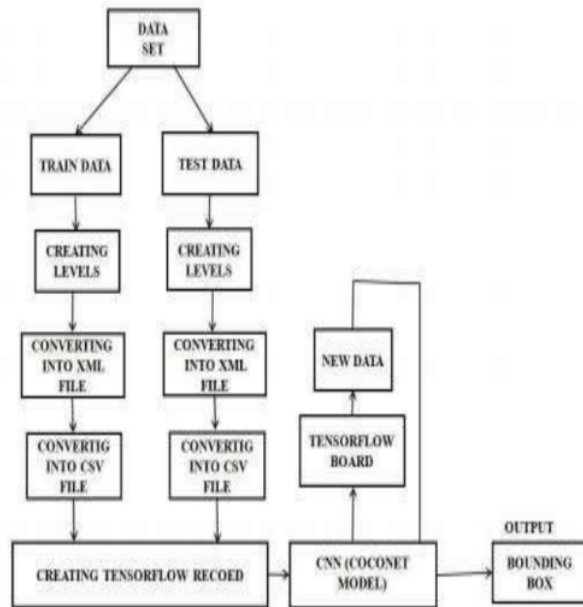 DATA
SET
TRAIN DATA
TEST DATA
CREATING
LEVELS
CREATING
LEVELS
CONVERTING
INTO XML
FILE
CONVERTING
INTO XML
FILE
NEW DATA
CONVERTIG
INTO CSV
FILE
CONVERTIG
INTO CSV
FILE
TENSORFLOW
BOARD
CREATING TENSORFLOW RECOED
CNN (COCONET
MODEL)
OUTPUT
BOUNDING
BOX